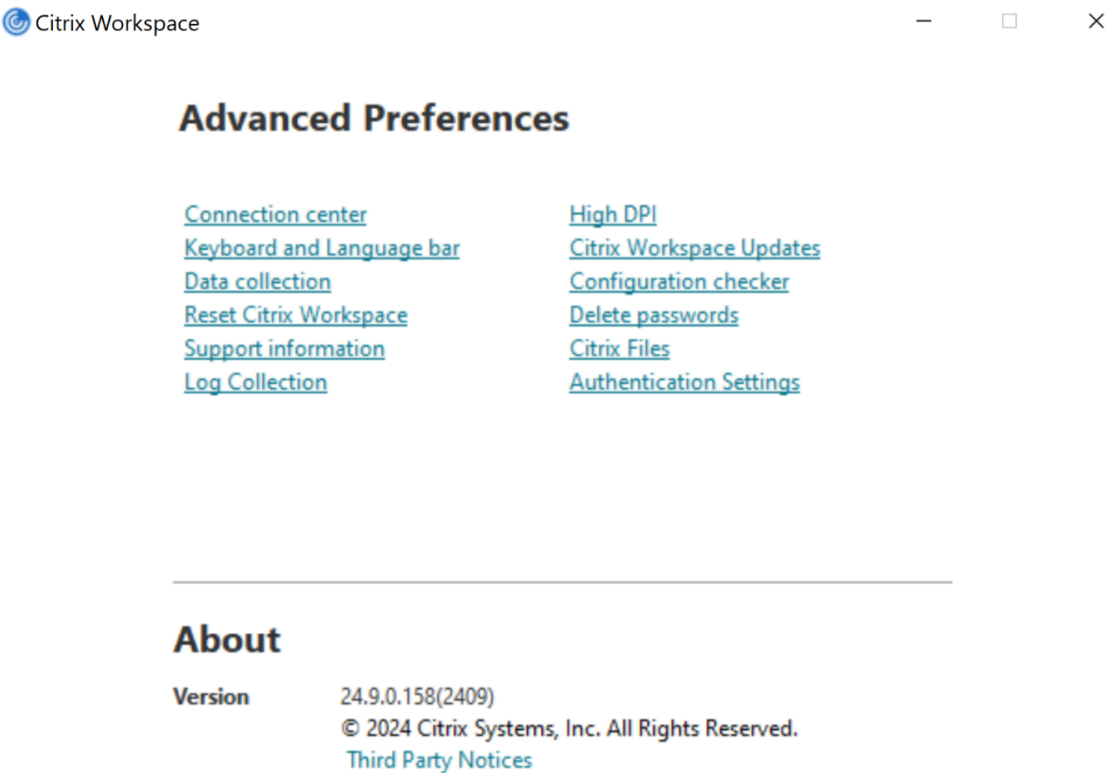 Citrix Workspace
Advanced Preferences
Connection center
Keyboard and Language bar
Data collection
Reset Citrix Workspace
Support information
Log Collection
High DPI
Citrix Workspace Updates
Configuration checker
Delete passwords
Citrix Files
Authentication Settings
About
Version 24.9.0.158(2409)
© 2024 Citrix Systems, Inc. All Rights Reserved.
Third Party Notices